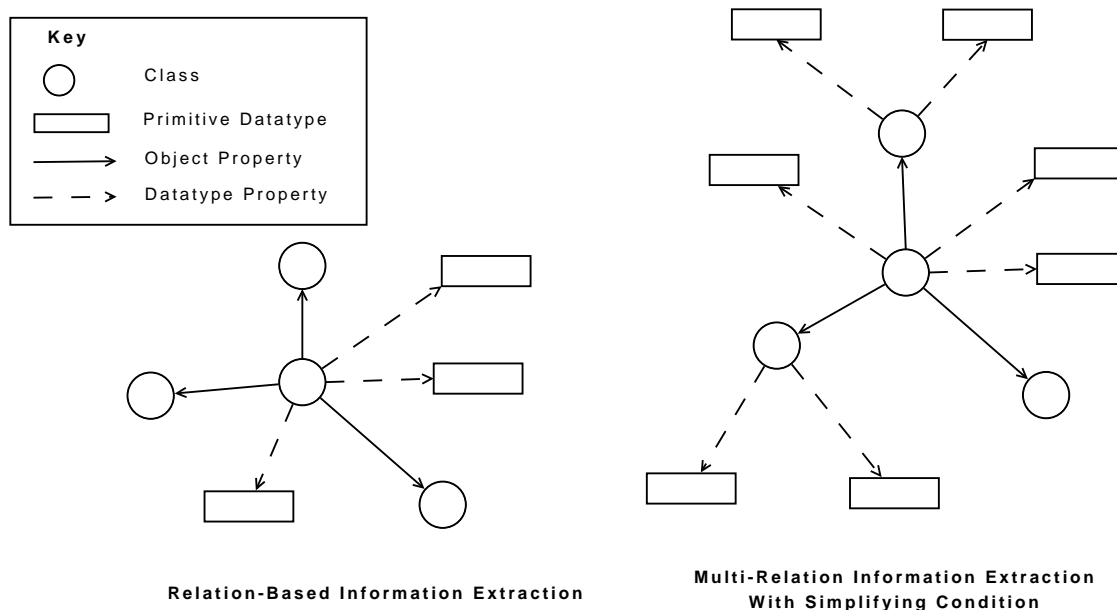 Key
Class
Primitive Datatype
Object Property
Datatype Property
Relation-Based Information Extraction
Multi-Relation Information Extraction
With Simplifying Condition